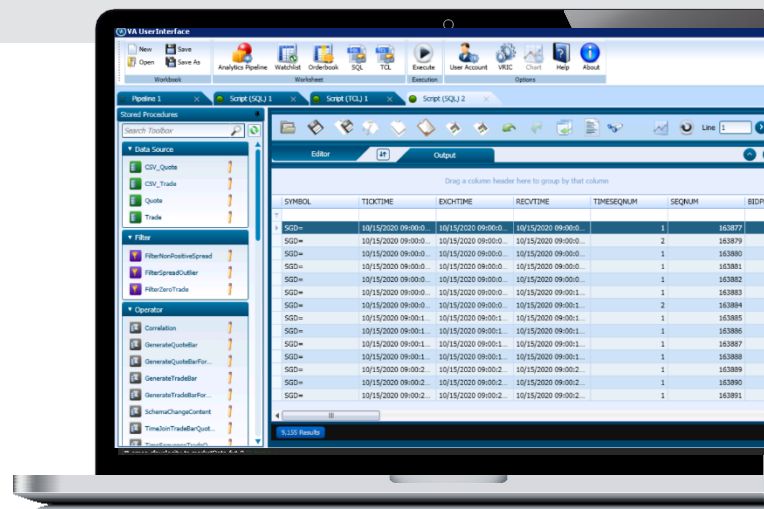 VA UserInterface
New Save
Open Save As
Analytics Pipeline Watchlist Orderbook SQL TCL Execute User Account VRIC Chart Help About
Workbook Worksheet Execution Options
Pipeline 1 Script (SQL) 1 Script (TCL) 1 Script (SQL) 2
Stored Procedures
Search Toolbox
Line 1
Data Source
Editor Output
CSV_Quote
CSV_Trade
Quote
Trade
Drag a column header here to group by that column
SYMBOL TICKTIME EXCHTIME RECVTIME TIMESEQNUM SEQNUM
Filter
FilterNonPositiveSpread
FilterSpreadOutlier
FilterZeroTrade
Operator
Correlation
GenerateQuoteBar
GenerateQuoteBarFor...
GenerateTradeBar
GenerateTradeBarFor...
SchemaChangeContent
TimeJoinTradeBarQuot...
SGD= 10/15/2020 09:00:0... 10/15/2020 09:00:0... 10/15/2020 09:00:0... 1 163877
SGD= 10/15/2020 09:00:0... 10/15/2020 09:00:0... 10/15/2020 09:00:0... 2 163879
SGD= 10/15/2020 09:00:0... 10/15/2020 09:00:0... 10/15/2020 09:00:0... 1 163880
SGD= 10/15/2020 09:00:0... 10/15/2020 09:00:0... 10/15/2020 09:00:0... 1 163881
SGD= 10/15/2020 09:00:0... 10/15/2020 09:00:0... 10/15/2020 09:00:0... 1 163882
SGD= 10/15/2020 09:00:0... 10/15/2020 09:00:0... 10/15/2020 09:00:1... 1 163883
SGD= 10/15/2020 09:00:0... 10/15/2020 09:00:0... 10/15/2020 09:00:1... 2 163884
SGD= 10/15/2020 09:00:1... 10/15/2020 09:00:1... 10/15/2020 09:00:1... 1 163885
SGD= 10/15/2020 09:00:1... 10/15/2020 09:00:1... 10/15/2020 09:00:1... 1 163886
SGD= 10/15/2020 09:00:1... 10/15/2020 09:00:1... 10/15/2020 09:00:1... 1 163887
SGD= 10/15/2020 09:00:1... 10/15/2020 09:00:1... 10/15/2020 09:00:1... 1 163888
SGD= 10/15/2020 09:00:2... 10/15/2020 09:00:2... 10/15/2020 09:00:2... 1 163889
SGD= 10/15/2020 09:00:2... 10/15/2020 09:00:2... 10/15/2020 09:00:2... 1 163890
SGD= 10/15/2020 09:00:2... 10/15/2020 09:00:2... 10/15/2020 09:00:2... 1 163891
9,155 Results